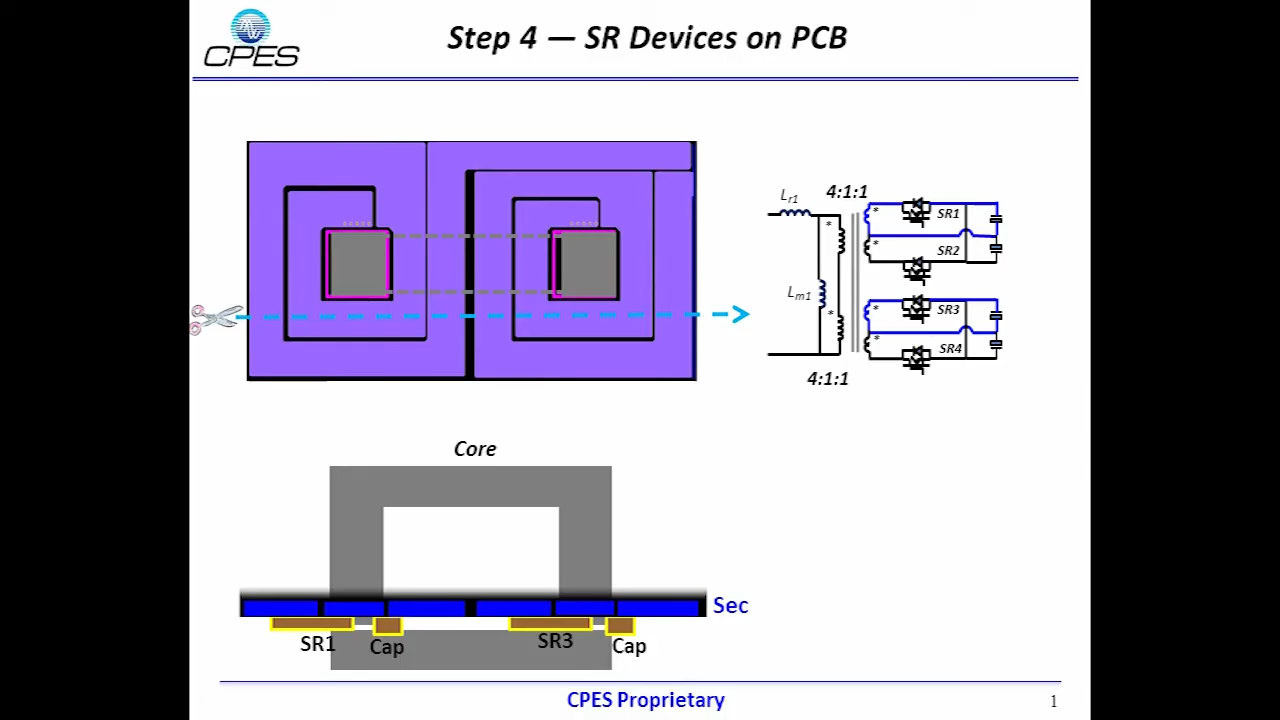 CPES
Step 4 — SR Devices on PCB
Lr1
4:1:1
*
*
SR1
*
SR2
Lm1
*
*
SR3
*
SR4
4:1:1
Core
Sec
SR1
Cap
SR3
Cap
CPES Proprietary
1